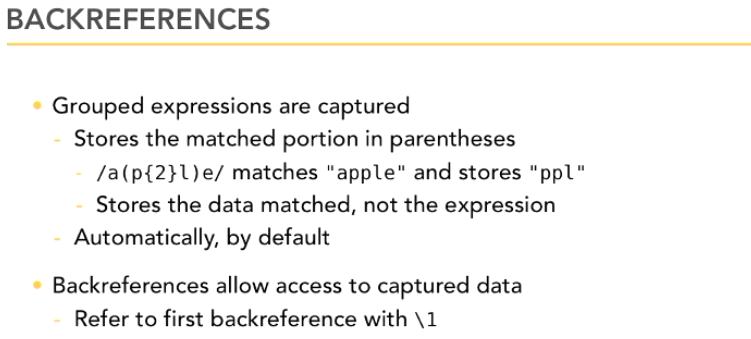 BACKREFERENCES
• Grouped expressions are captured
- Stores the matched portion in parentheses
- /a(p{2}l)e/ matches "apple" and stores "ppl"
- Stores the data matched, not the expression
- Automatically, by default
• Backreferences allow access to captured data
- Refer to first backreference with \1